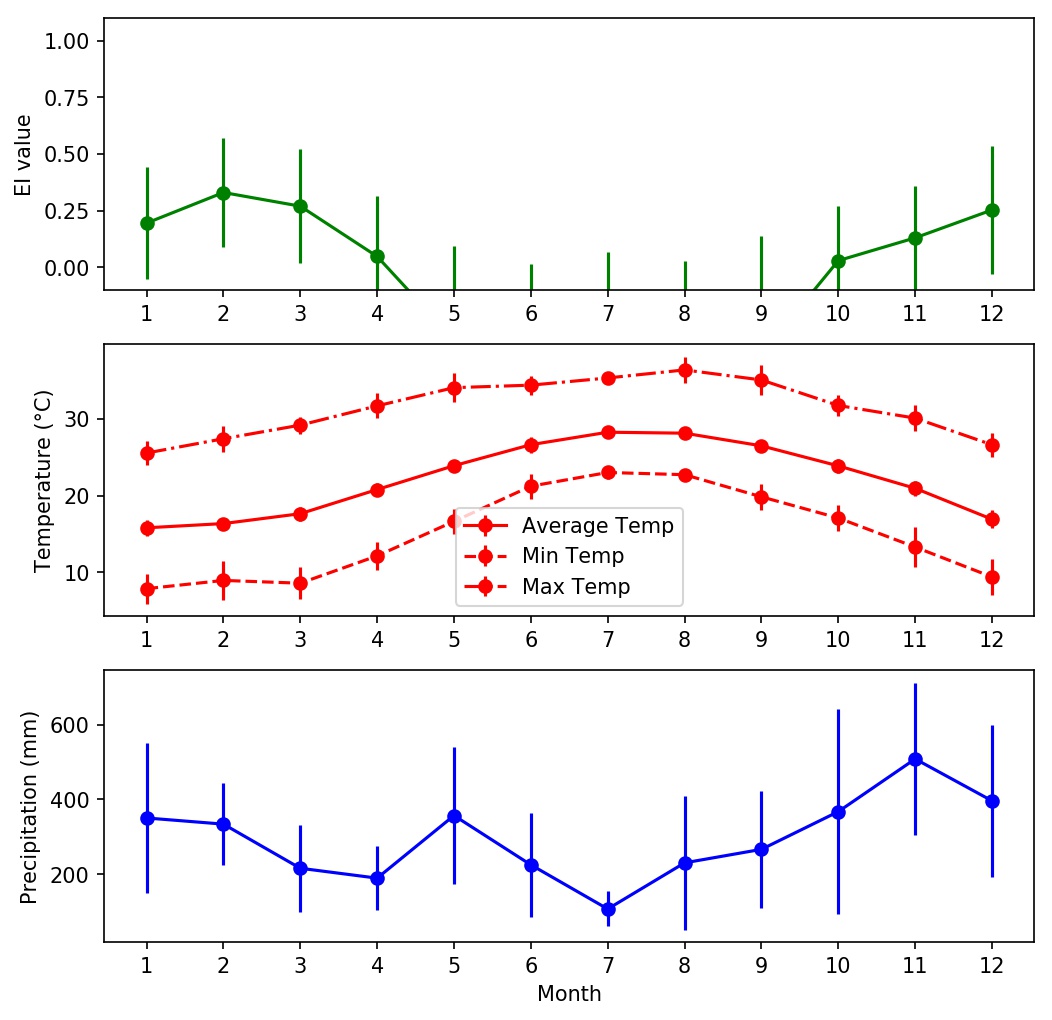 EI value
1.00
0.75
0.50
0.25
0.00
1 2 3 4 5 6 7 8 9 10 11 12
Temperature (°C)
30
20
10
Average Temp
Min Temp
Max Temp
1 2 3 4 5 6 7 8 9 10 11 12
Precipitation (mm)
600
400
200
1 2 3 4 5 6 7 8 9 10 11 12
Month